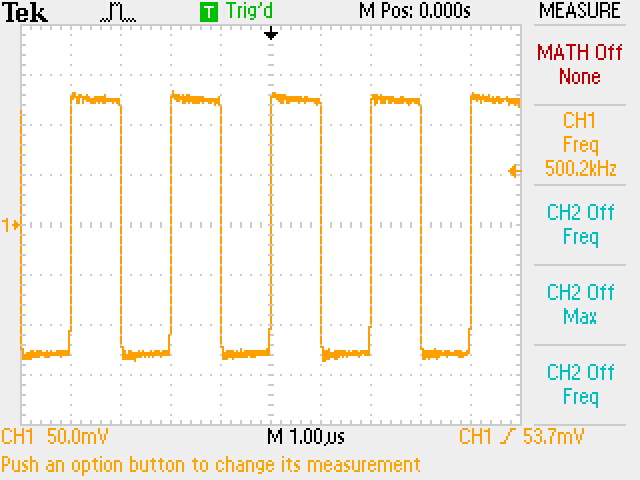 Tek T Trig'd M Pos: 0.000s MEASURE
MATH Off
None
CH1
Freq
500.2kHz
CH2 Off
Freq
CH2 Off
Max
CH2 Off
Freq
1
CH1 50.0mV M 1.00µs CH1 53.7mV
Push an option button to change its measurement